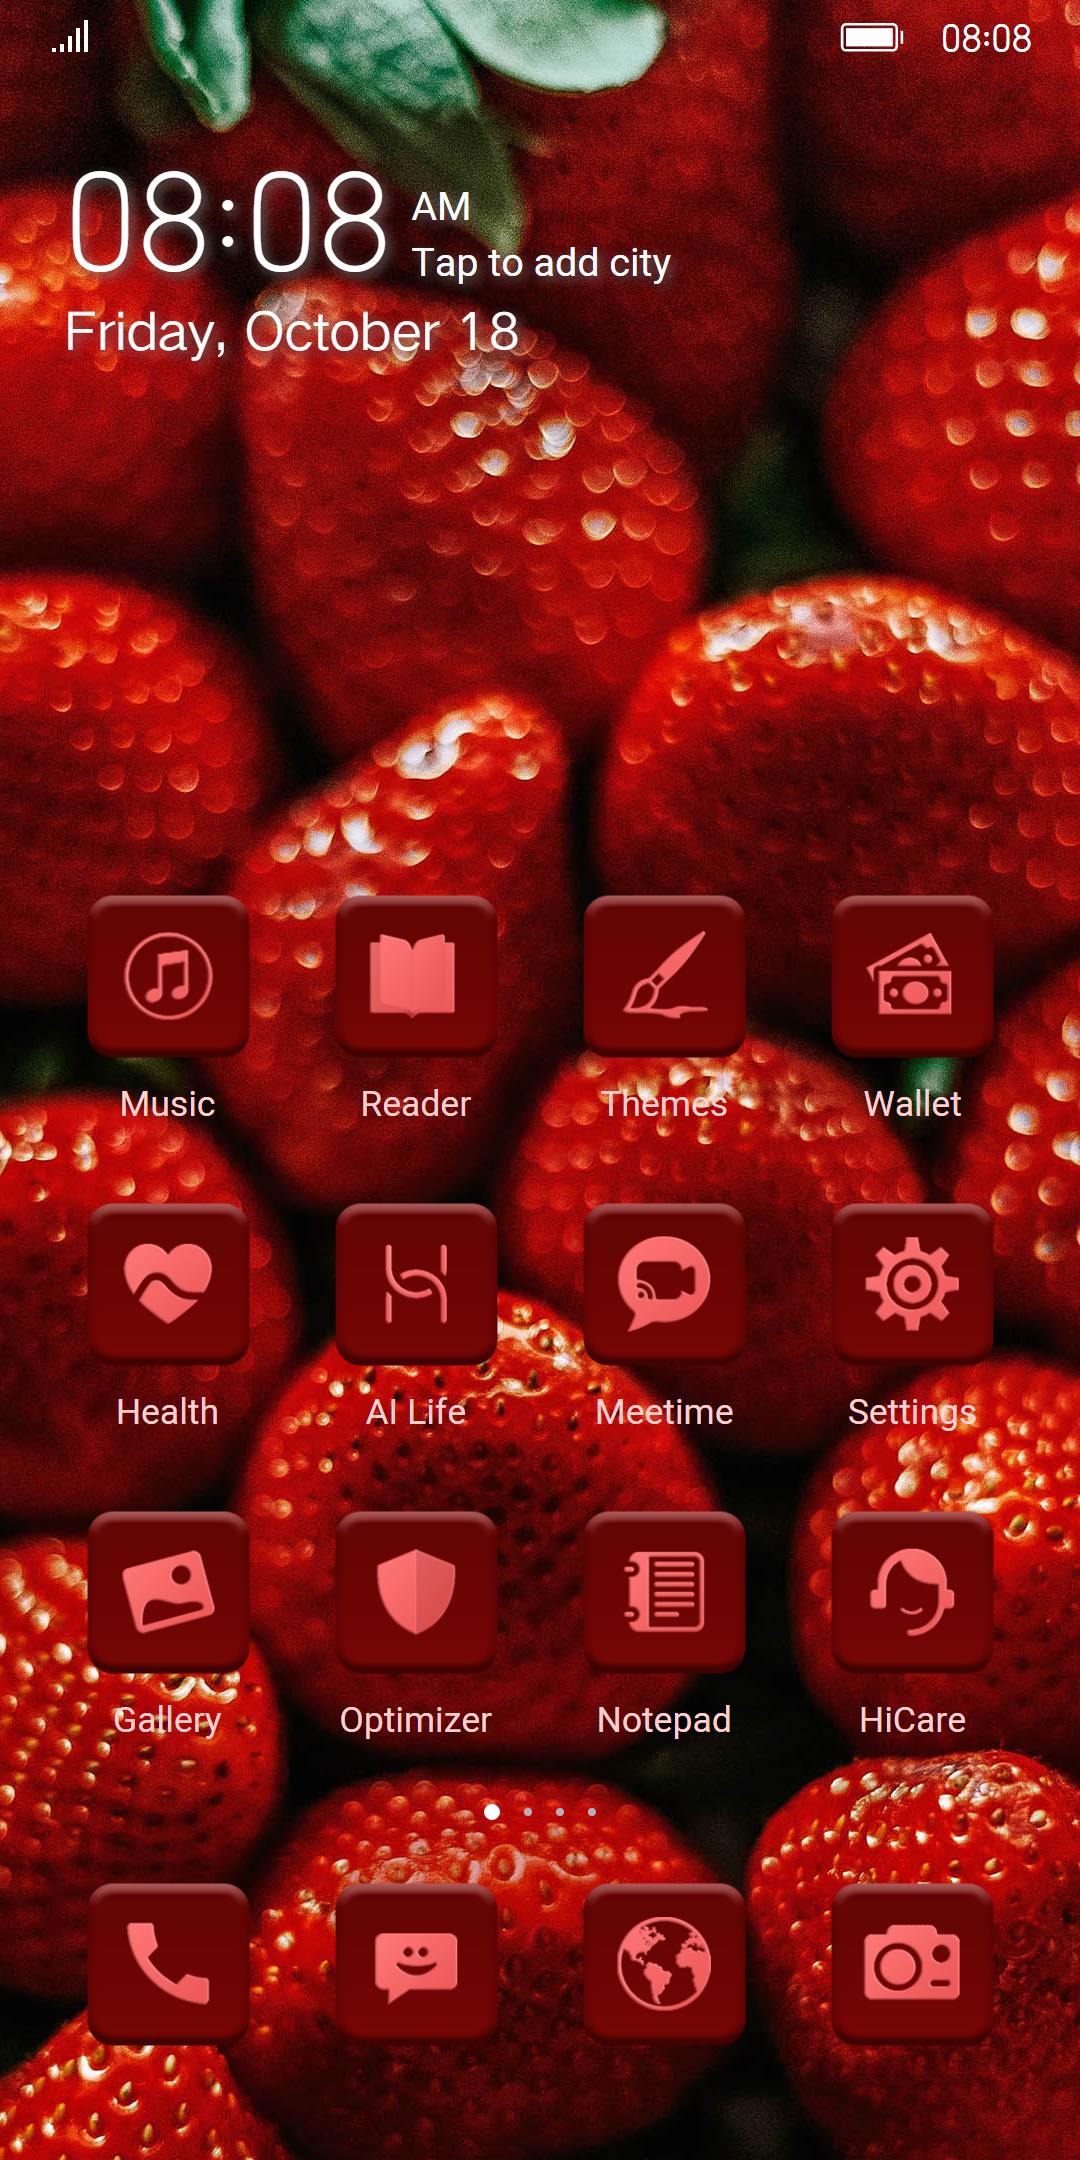 08:08
08:08 AM
Tap to add city
Friday, October 18
Music Reader Themes Wallet
Health AI Life Meetime Settings
Gallery Optimizer Notepad HiCare